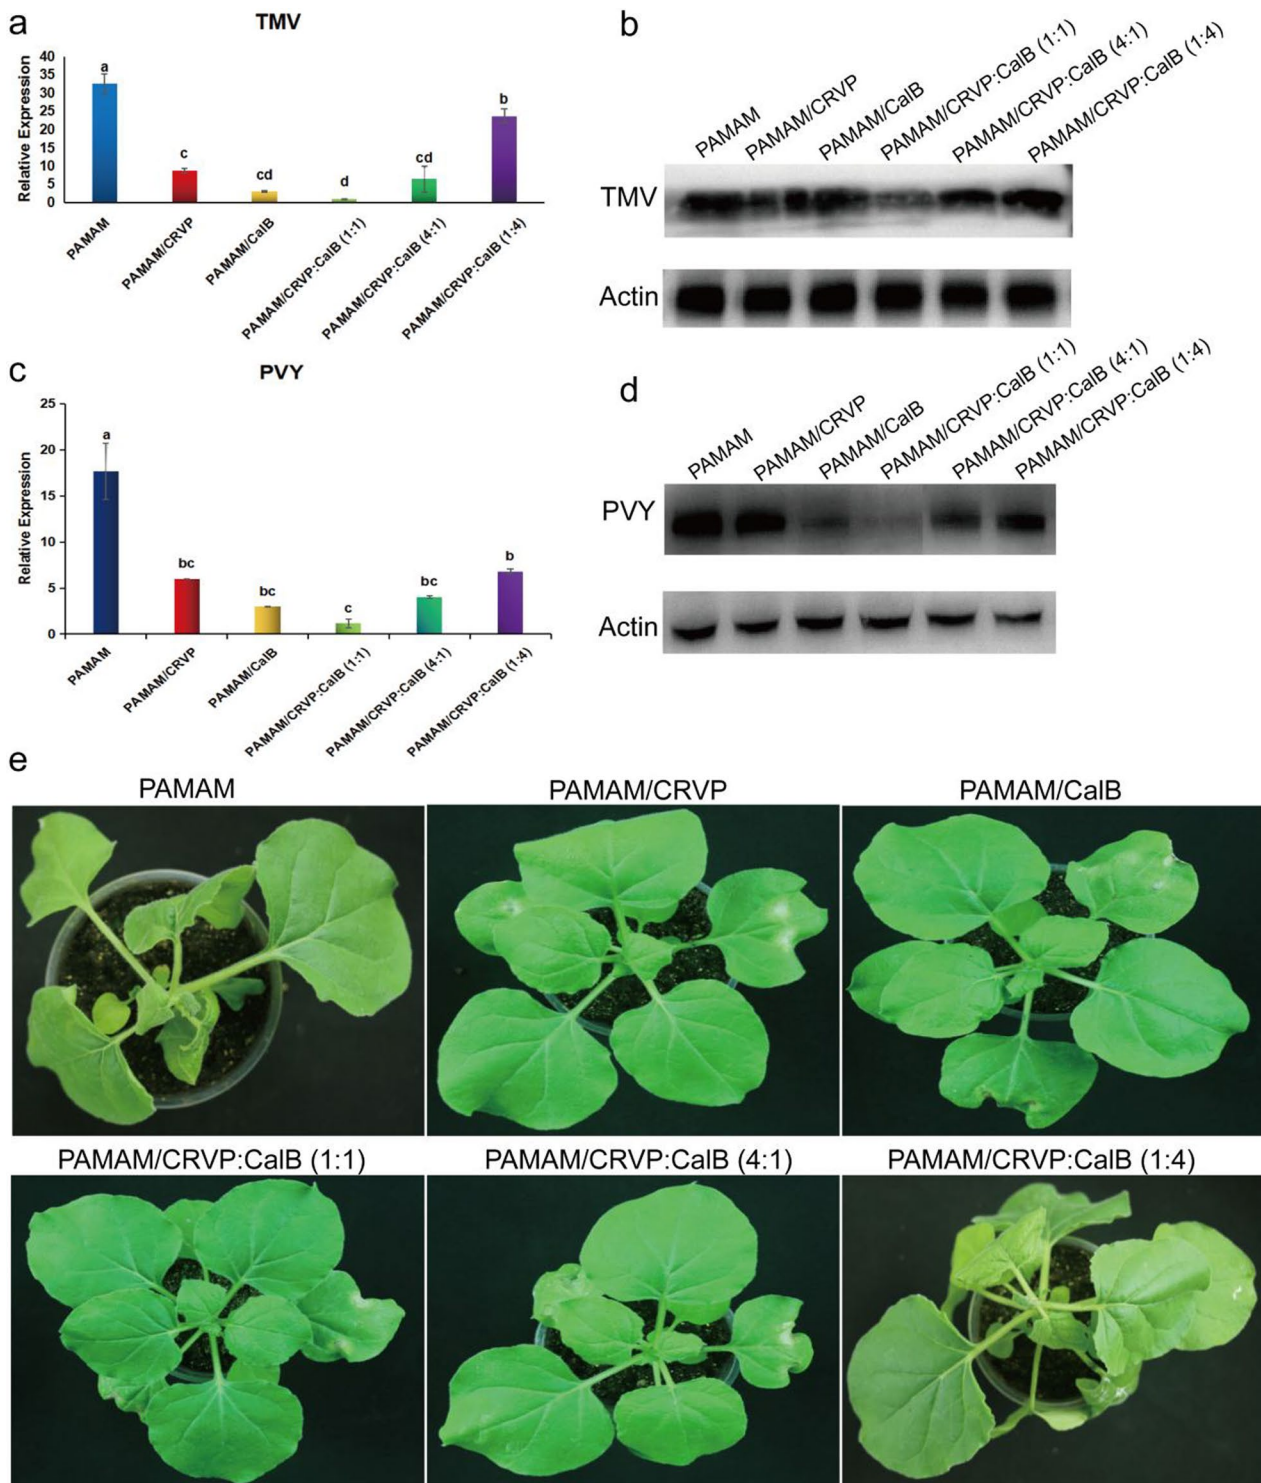 a
TMV
Relative Expression
40
35
30
25
20
15
10
5
0
a
c
cd
d
cd
b
PAMAM
PAMAM/CRVP
PAMAM/CalB
PAMAM/CRVP:CalB (1:1)
PAMAM/CRVP:CalB (4:1)
PAMAM/CRVP:CalB (1:4)
b
PAMAM
PAMAM/CRVP
PAMAM/CalB
PAMAM/CRVP:CalB (1:1)
PAMAM/CRVP:CalB (4:1)
PAMAM/CRVP:CalB (1:4)
TMV
Actin
c
PVY
Relative Expression
25
20
15
10
5
0
a
bc
bc
c
bc
b
PAMAM
PAMAM/CRVP
PAMAM/CalB
PAMAM/CRVP:CalB (1:1)
PAMAM/CRVP:CalB (4:1)
PAMAM/CRVP:CalB (1:4)
d
PAMAM
PAMAM/CRVP
PAMAM/CalB
PAMAM/CRVP:CalB (1:1)
PAMAM/CRVP:CalB (4:1)
PAMAM/CRVP:CalB (1:4)
PVY
Actin
e
PAMAM
PAMAM/CRVP
PAMAM/CalB
PAMAM/CRVP:CalB (1:1)
PAMAM/CRVP:CalB (4:1)
PAMAM/CRVP:CalB (1:4)